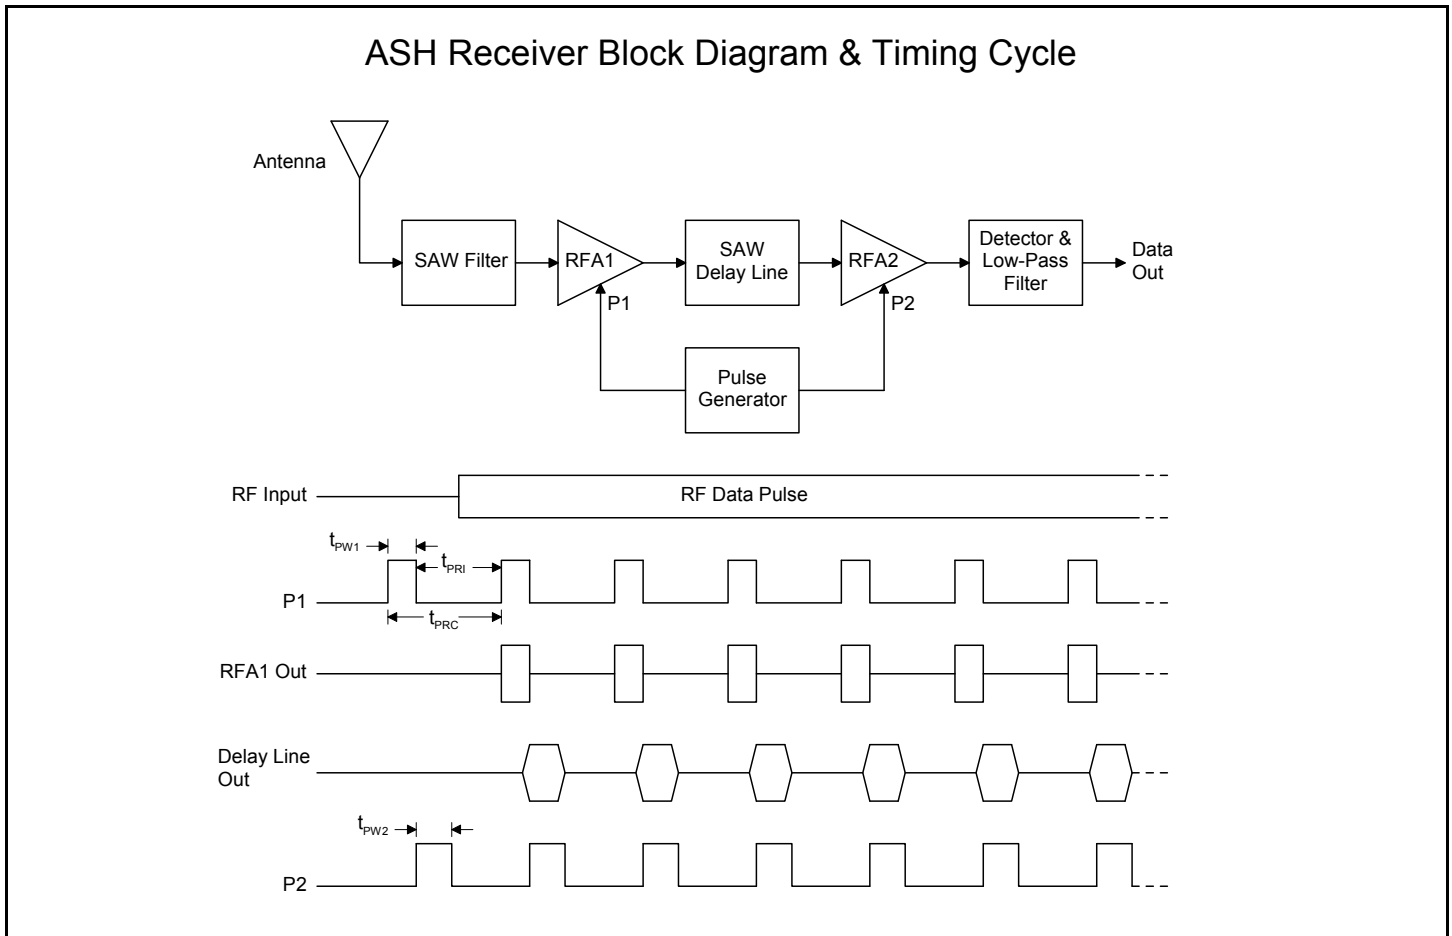 ASH Receiver Block Diagram & Timing Cycle
Antenna
SAW Filter
RFA1
SAW
Delay Line
RFA2
Detector &
Low-Pass
Filter
Data
Out
P1
P2
Pulse
Generator
RF Input
RF Data Pulse
tPW1
tPRI
P1
tPRC
RFA1 Out
Delay Line
Out
tPW2
P2